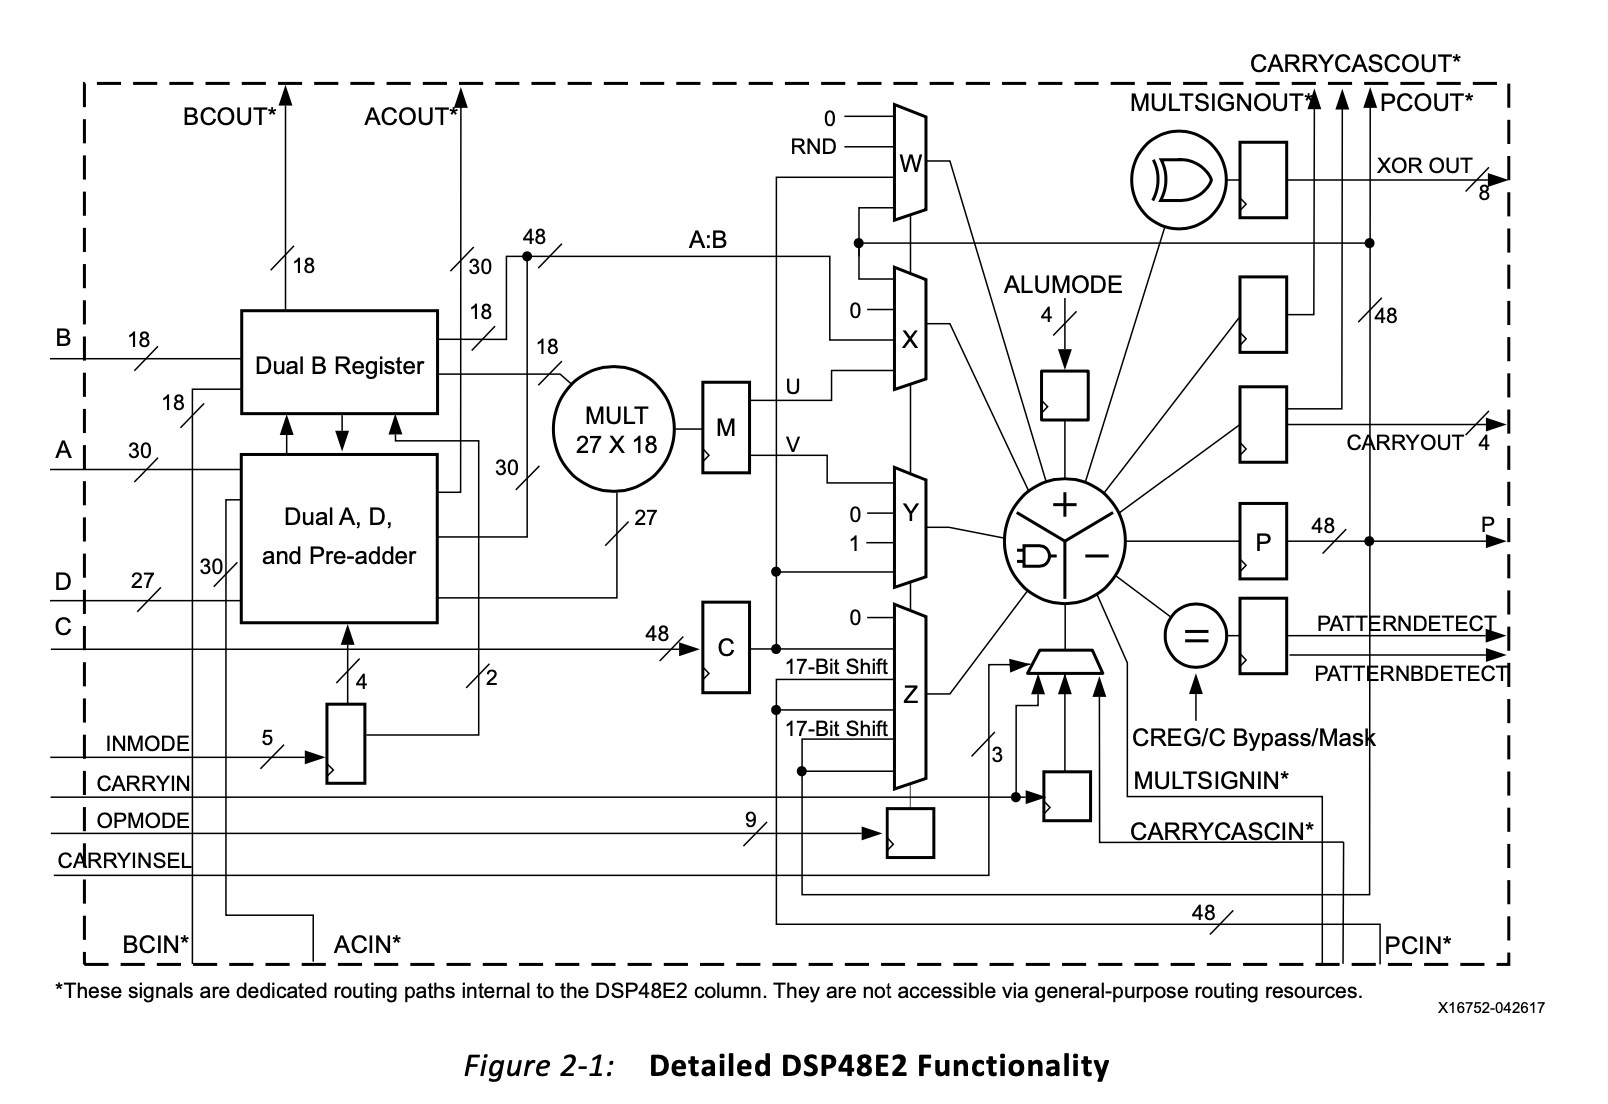 CARRYCASCOUT*
BCOUT*
ACOUT*
MULTSIGNOUT*
PCOUT*
0
RND
W
XOR OUT
8
48
A:B
18
30
ALUMODE
4
48
18
0
X
B
18
Dual B Register
18
18
MULT
27 X 18
M
U
V
A
30
30
CARRYOUT
4
Dual A, D,
and Pre-adder
27
Y
0
1
+
−
P
48
P
D
27
30
C
48
C
0
=
PATTERNDETECT
PATTERNBDETECT
17-Bit Shift
Z
17-Bit Shift
4
2
INMODE
5
3
CREG/C Bypass/Mask
CARRYIN
MULTSIGNIN*
OPMODE
9
CARRYCASCIN*
CARRYINSEL
48
BCIN*
ACIN*
PCIN*
*These signals are dedicated routing paths internal to the DSP48E2 column. They are not accessible via general-purpose routing resources.
X16752-042617
Figure 2-1: Detailed DSP48E2 Functionality